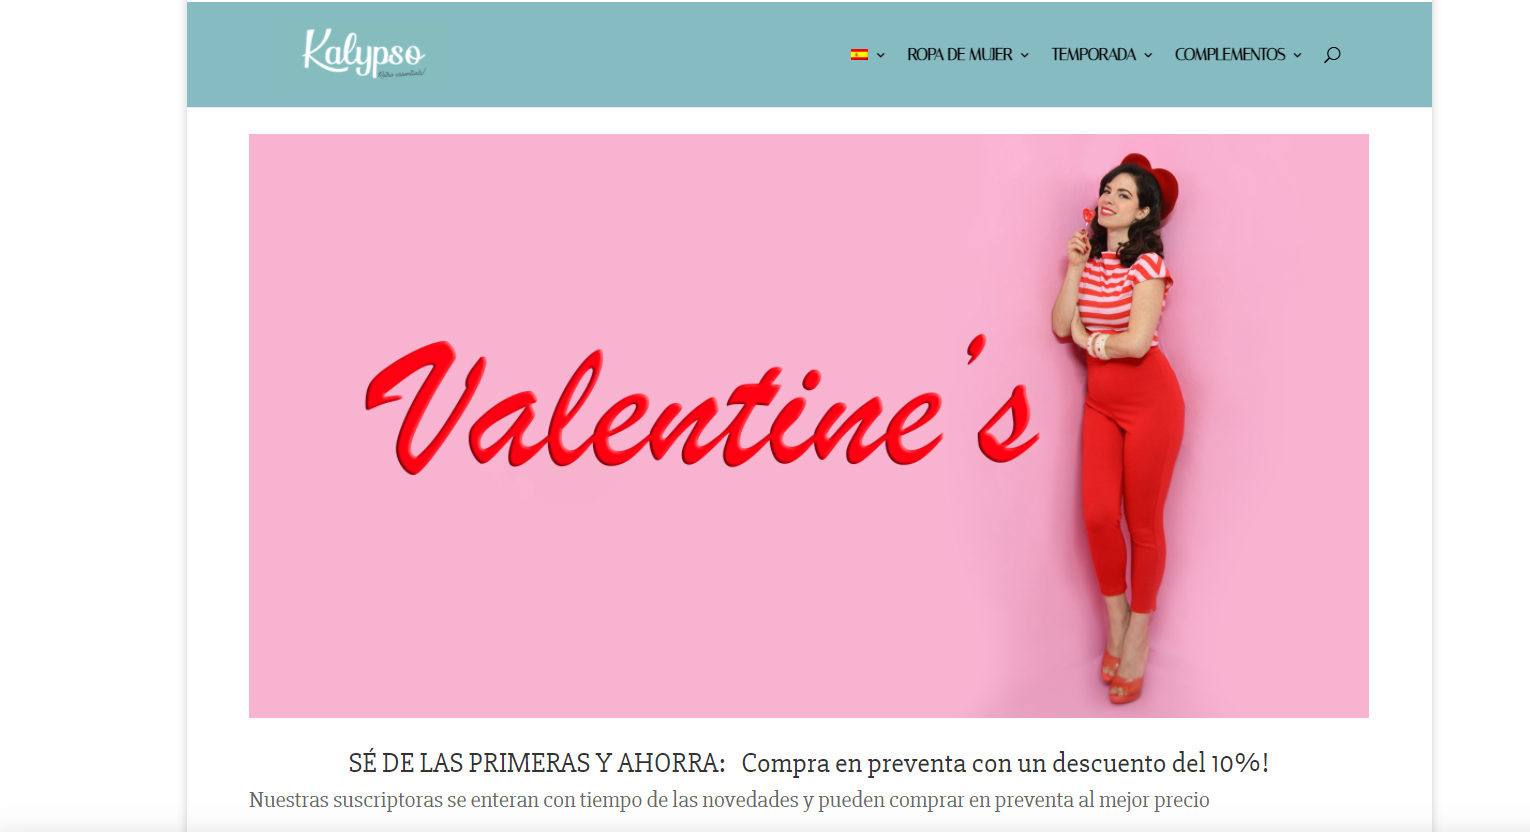 Kalypso
Retro essentials!
ROPA DE MUJER
TEMPORADA
COMPLEMENTOS
Valentine's
SÉ DE LAS PRIMERAS Y AHORRA: Compra en preventa con un descuento del 10%!
Nuestras suscriptoras se enteran con tiempo de las novedades y pueden comprar en preventa al mejor precio